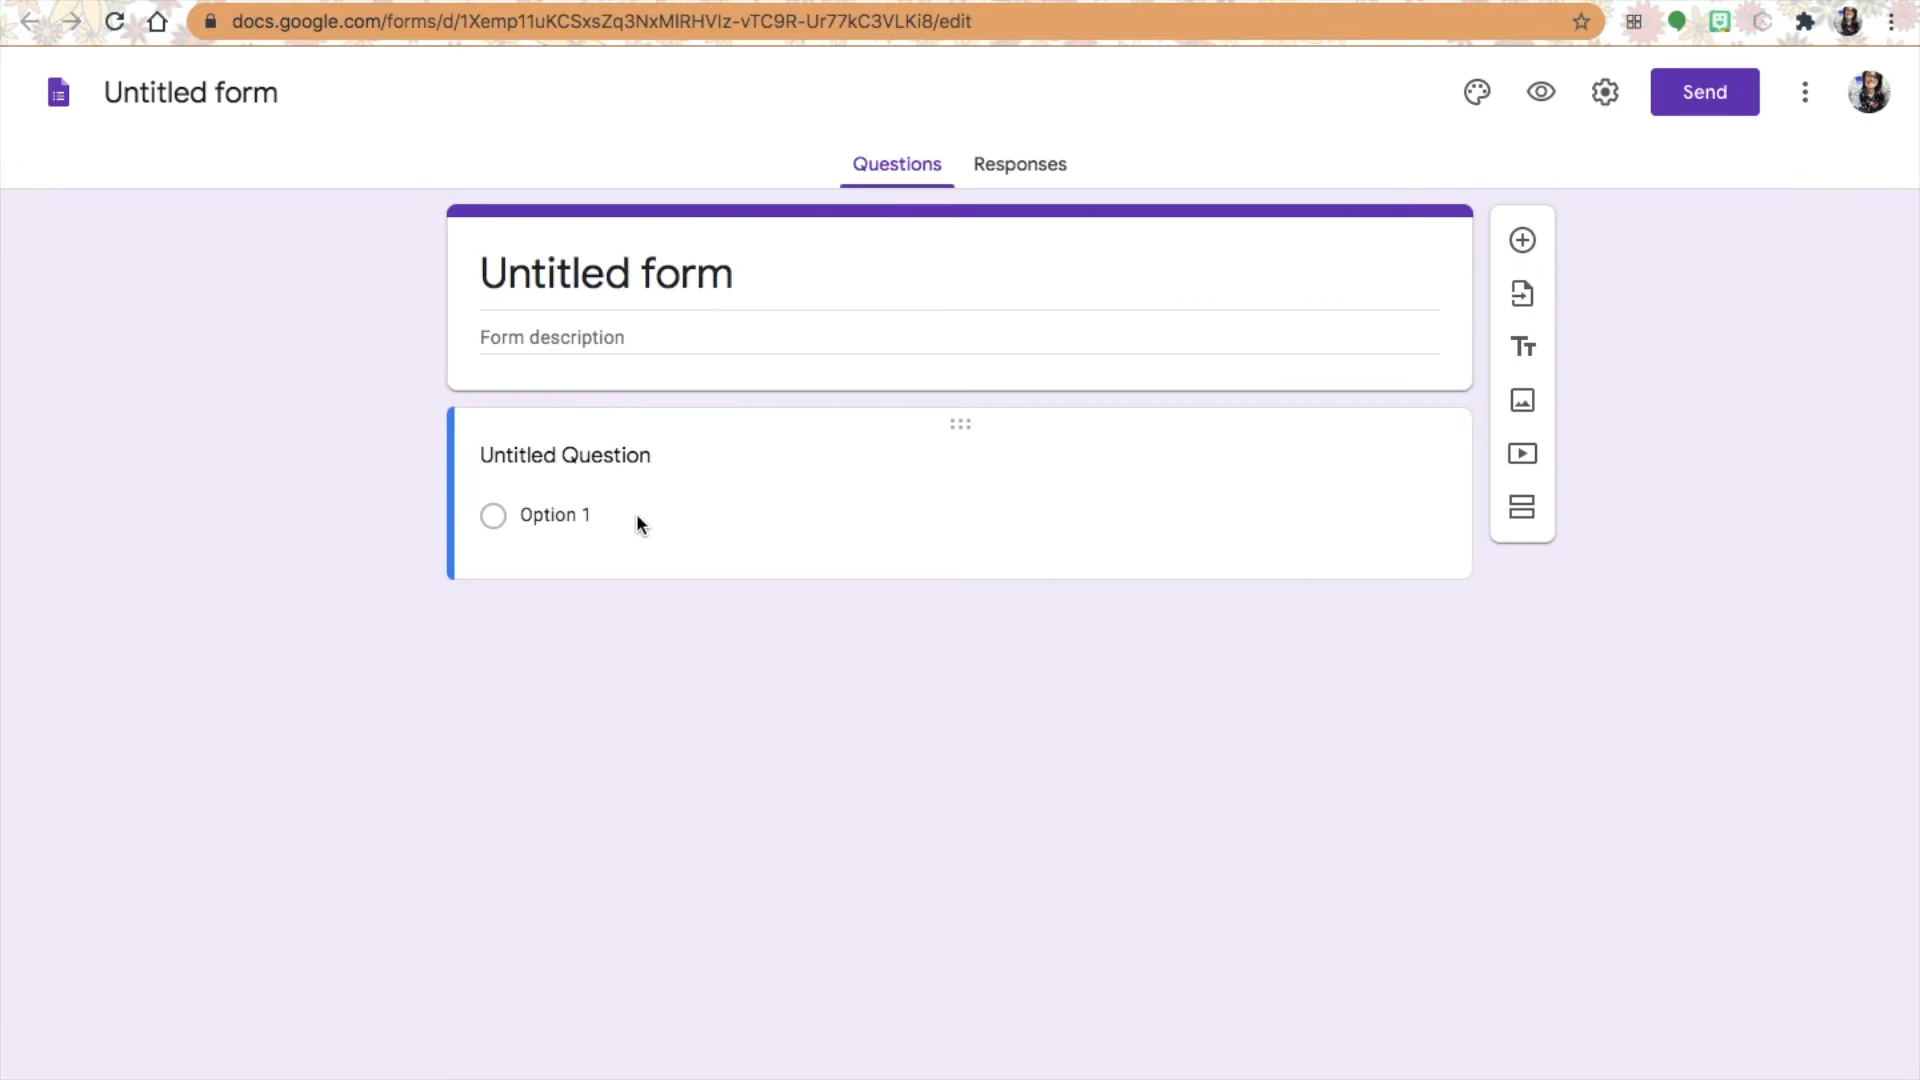 docs.google.com/forms/d/1Xemp11uKCSxsZq3NxMlRHVlz-vTC9R-Ur77kC3VLKi8/edit
Untitled form
Send
Questions Responses
Untitled form
Form description
Untitled Question
Option 1